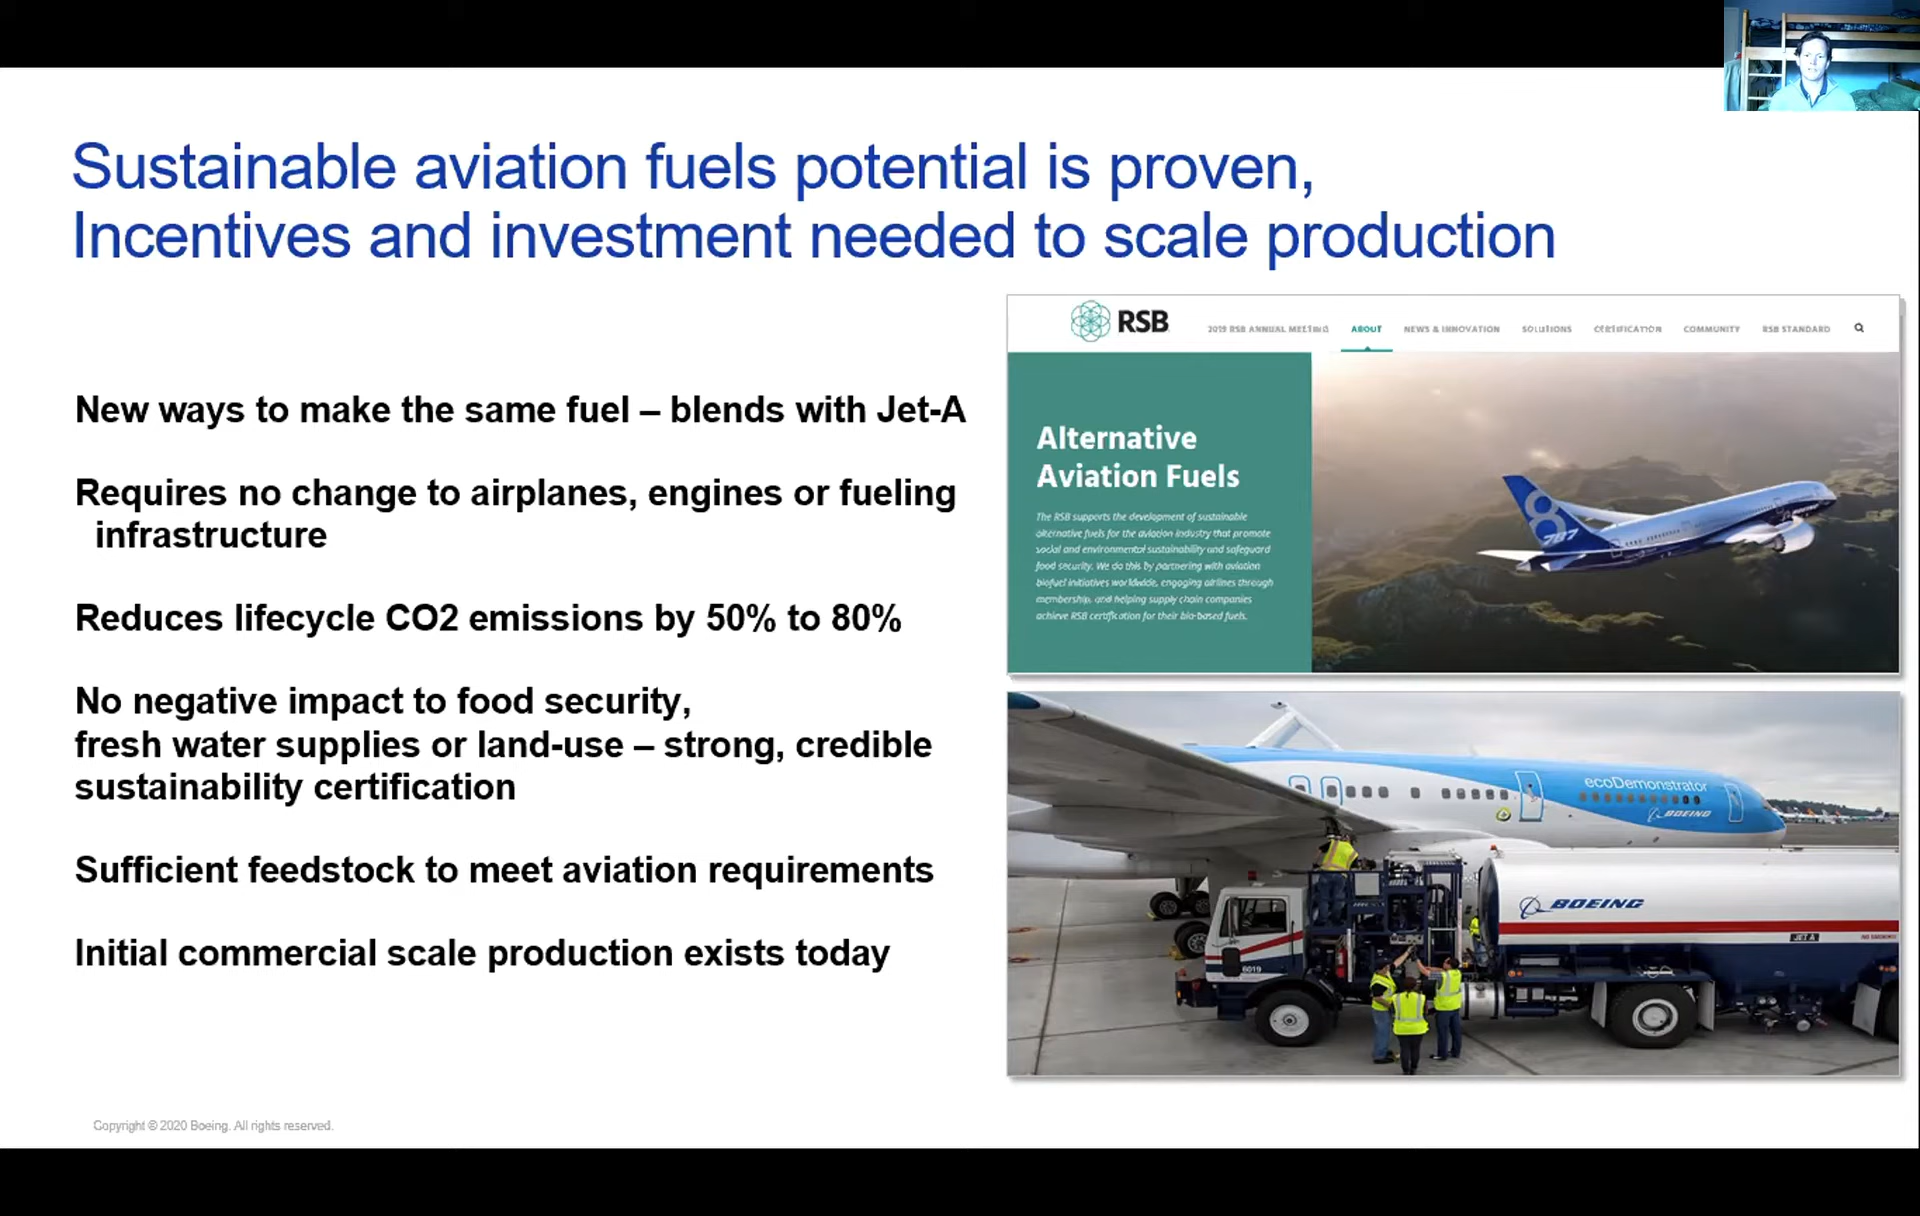 Sustainable aviation fuels potential is proven,
Incentives and investment needed to scale production
New ways to make the same fuel – blends with Jet-A
Requires no change to airplanes, engines or fueling
infrastructure
Reduces lifecycle CO2 emissions by 50% to 80%
No negative impact to food security,
fresh water supplies or land-use – strong, credible
sustainability certification
Sufficient feedstock to meet aviation requirements
Initial commercial scale production exists today
Copyright © 2020 Boeing. All rights reserved.
RSB
2019 RSB ANNUAL MEETING ABOUT NEWS & INNOVATION SOLUTIONS CERTIFICATION COMMUNITY RSB STANDARD
Alternative
Aviation Fuels
The RSB supports the development of sustainable
alternative fuels for the aviation industry that promote
social and environmental sustainability and safeguard
food security. We do this by partnering with aviation
biofuel initiatives worldwide, engaging airlines through
membership, and helping supply chain companies
achieve RSB certification for their bio-based fuels.
8
787
ecoDemonstrator
BOEING
BOEING
JET A
6019